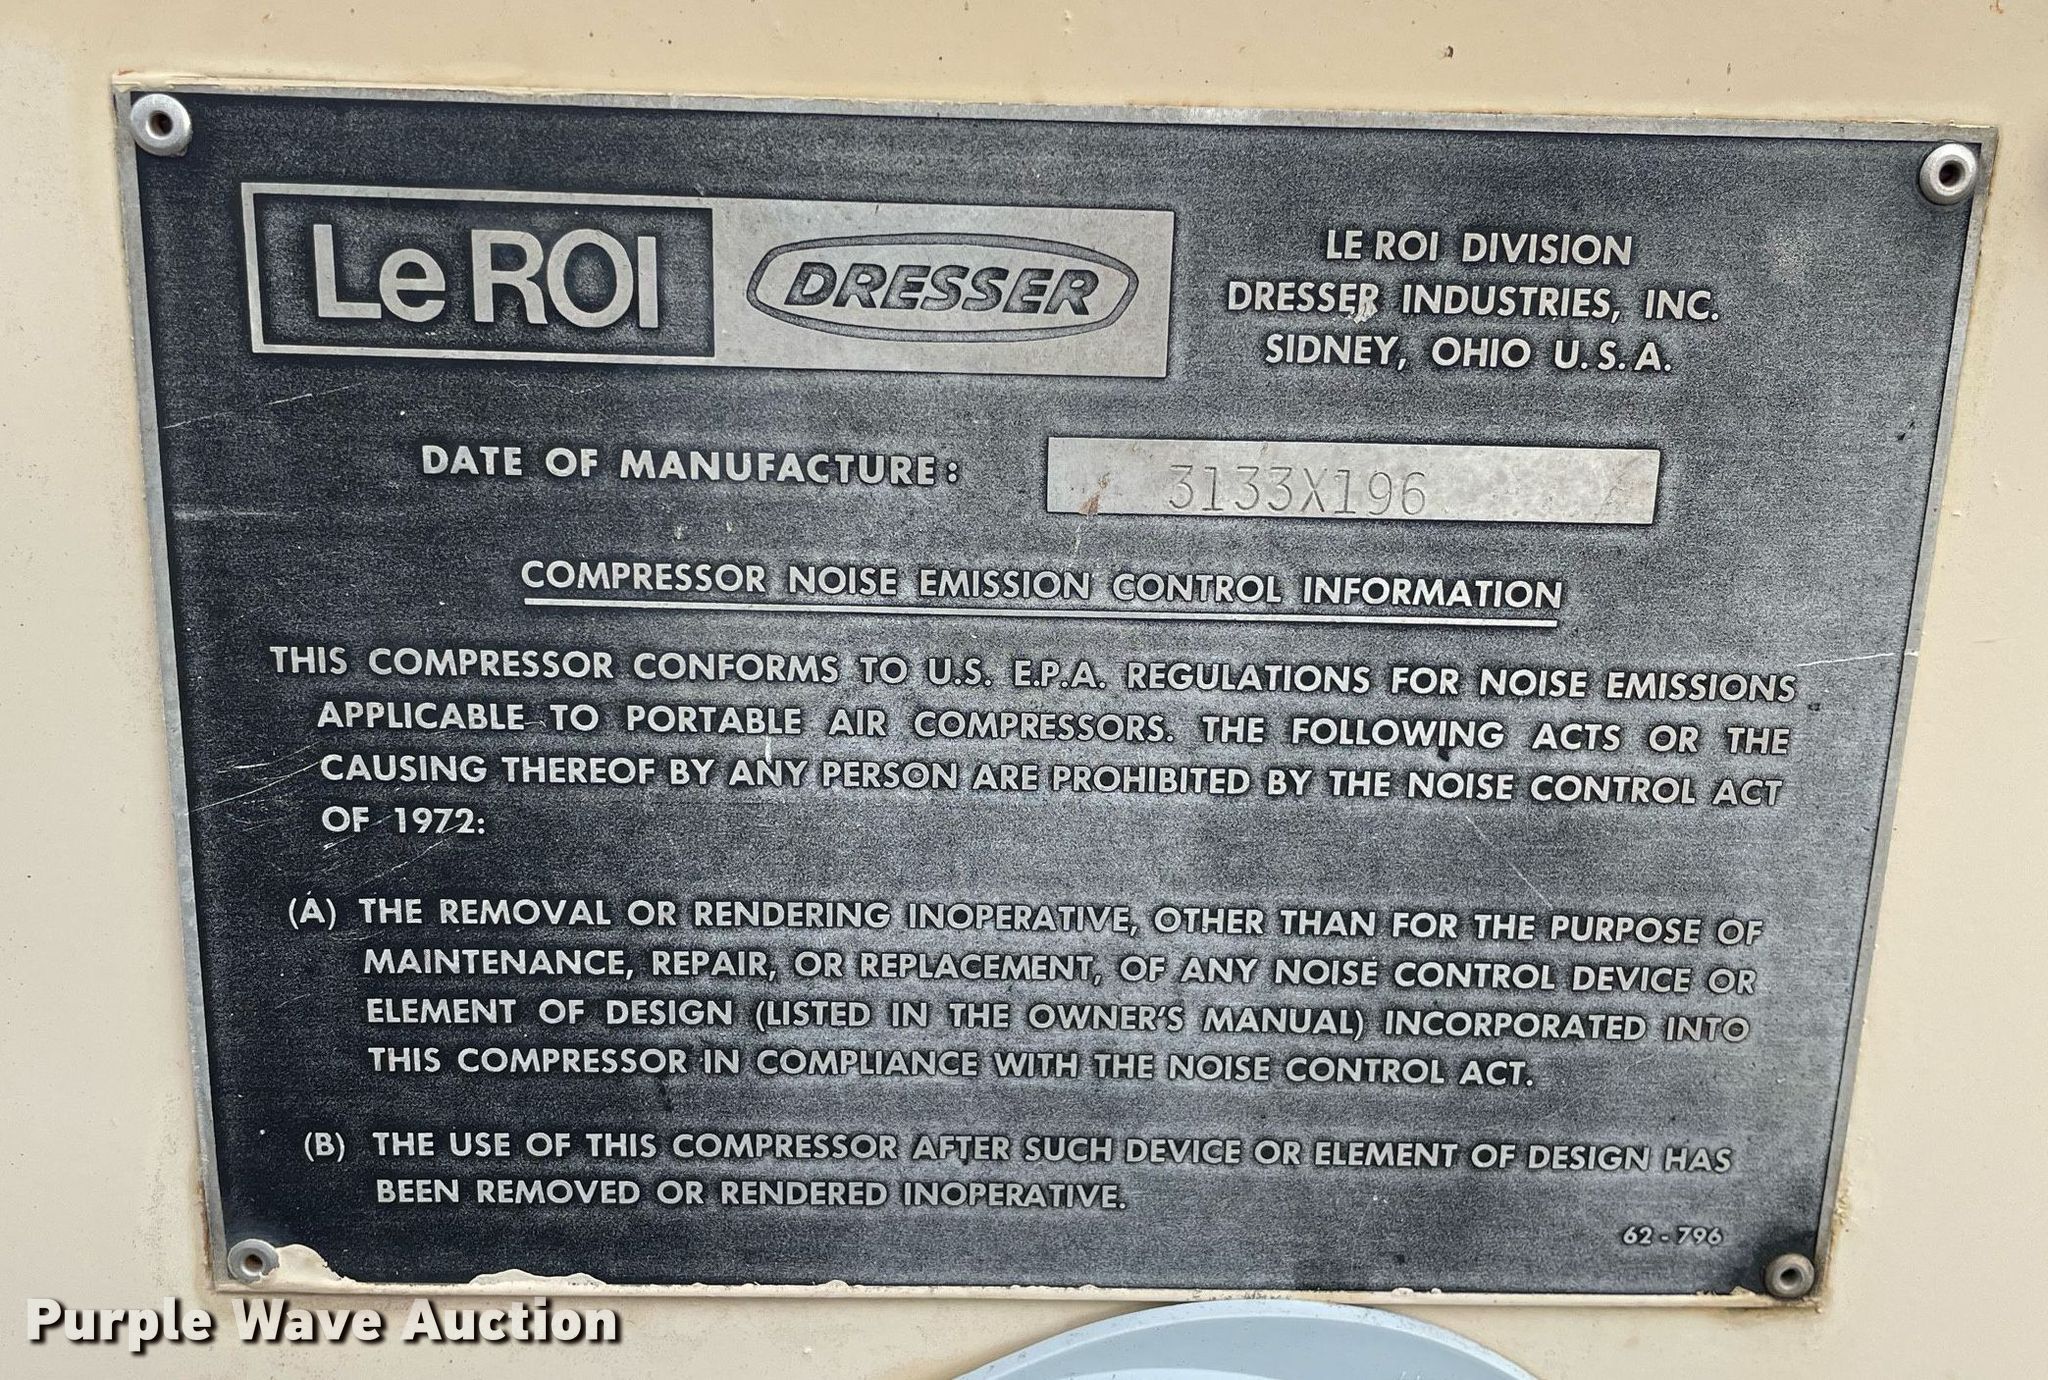 Le ROI DRESSER
LE ROI DIVISION
DRESSER INDUSTRIES, INC.
SIDNEY, OHIO U.S.A.
DATE OF MANUFACTURE: 3133X196
COMPRESSOR NOISE EMISSION CONTROL INFORMATION
THIS COMPRESSOR CONFORMS TO U.S. E.P.A. REGULATIONS FOR NOISE EMISSIONS
APPLICABLE TO PORTABLE AIR COMPRESSORS. THE FOLLOWING ACTS OR THE
CAUSING THEREOF BY ANY PERSON ARE PROHIBITED BY THE NOISE CONTROL ACT
OF 1972:
(A) THE REMOVAL OR RENDERING INOPERATIVE, OTHER THAN FOR THE PURPOSE OF
MAINTENANCE, REPAIR, OR REPLACEMENT, OF ANY NOISE CONTROL DEVICE OR
ELEMENT OF DESIGN (LISTED IN THE OWNER'S MANUAL) INCORPORATED INTO
THIS COMPRESSOR IN COMPLIANCE WITH THE NOISE CONTROL ACT.
(B) THE USE OF THIS COMPRESSOR AFTER SUCH DEVICE OR ELEMENT OF DESIGN HAS
BEEN REMOVED OR RENDERED INOPERATIVE.
62-796
Purple Wave Auction